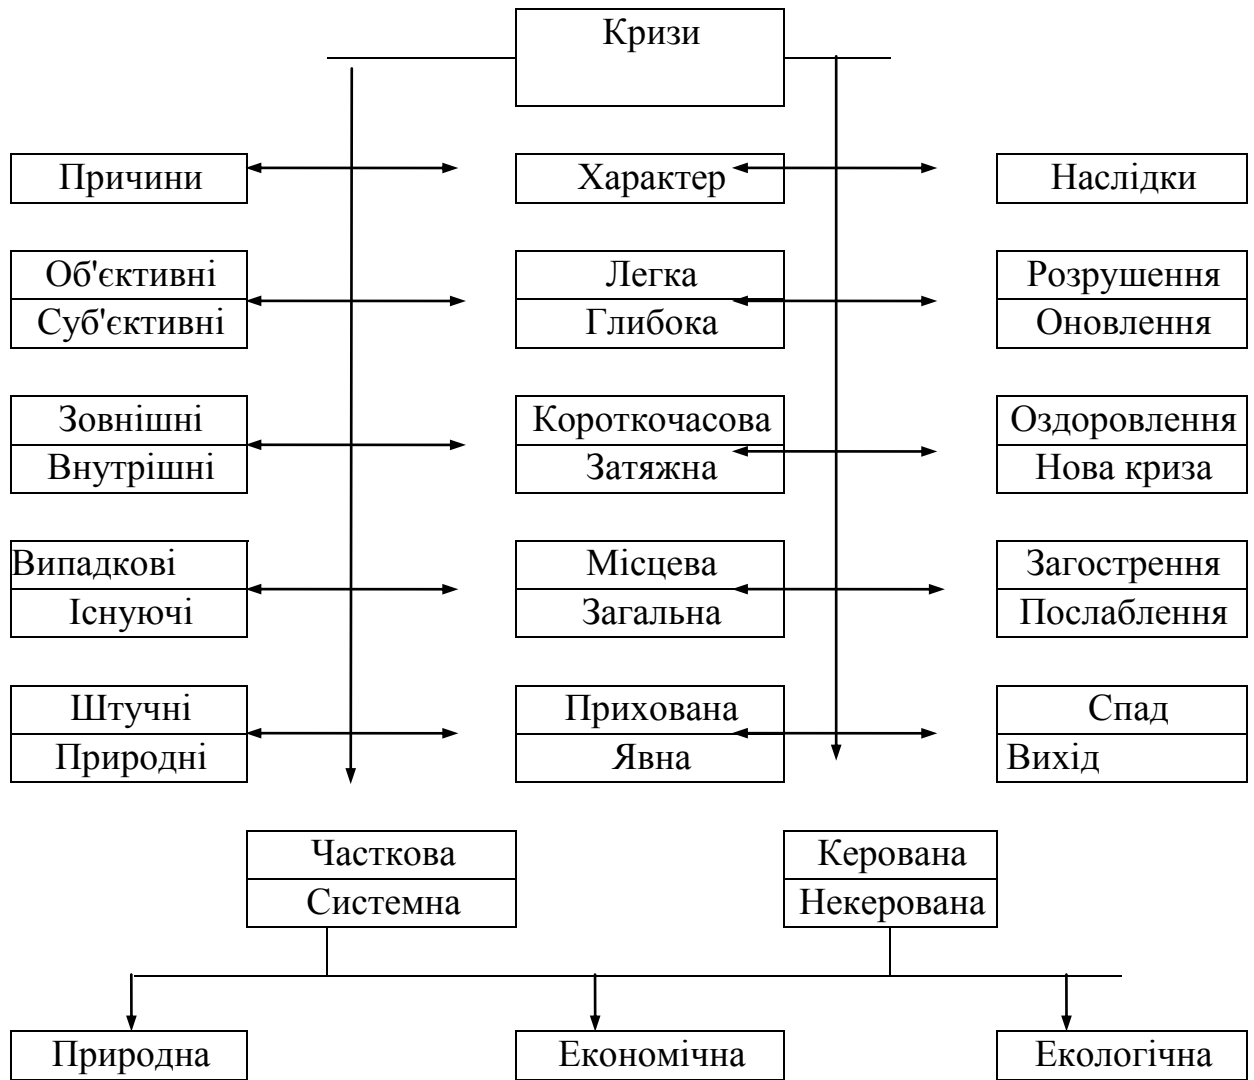 Кризи
Причини
Характер
Наслідки
Об'єктивні
Суб'єктивні
Легка
Глибока
Розрушення
Оновлення
Зовнішні
Внутрішні
Короткочасова
Затяжна
Оздоровлення
Нова криза
Випадкові
Існуючі
Місцева
Загальна
Загострення
Послаблення
Штучні
Природні
Прихована
Явна
Спад
Вихід
Часткова
Системна
Керована
Некерована
Природна
Економічна
Екологічна